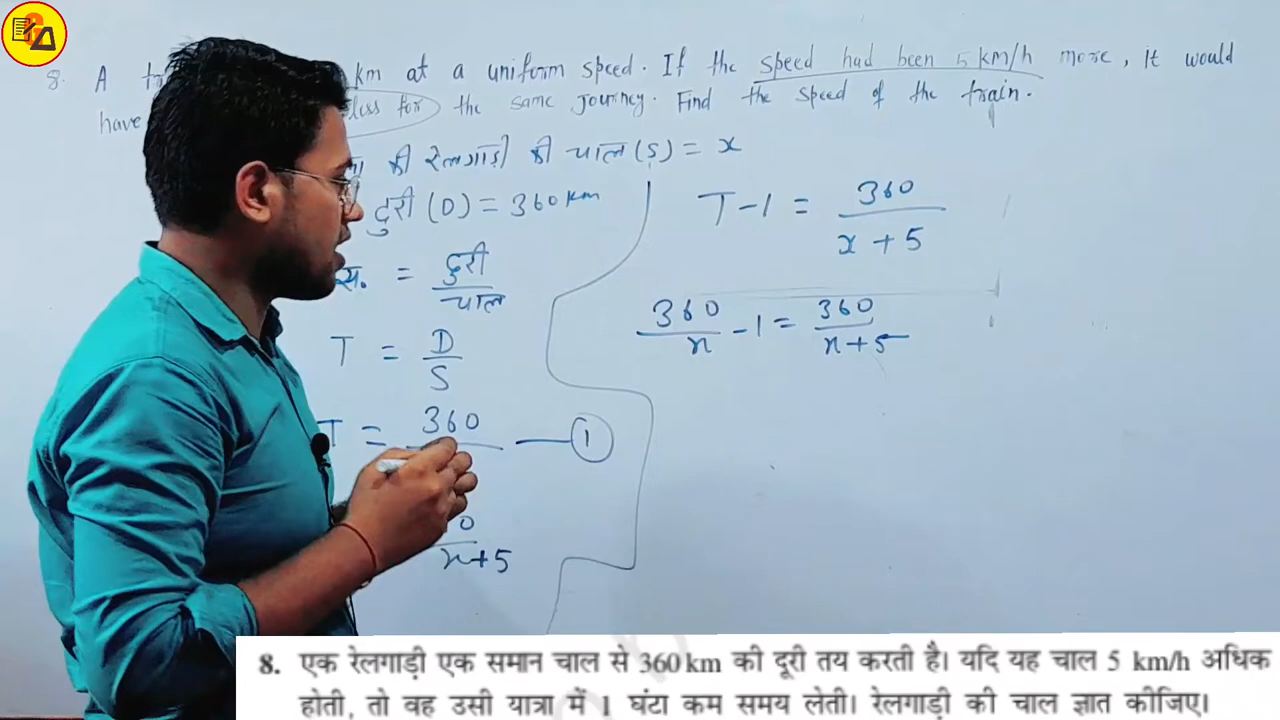 8. A km at a uniform speed. If the speed had been 5 km/h more, it would
have less for the same journey. Find the speed of the train.
की रेलगाड़ी की चाल (S) = x
दुरी (D) = 360 km
स. = दुरी / चाल
T = D / S
T = 360 ——— 1
0 / x+5
T - 1 = 360 / x + 5
360 / x - 1 = 360 / x+5
8. एक रेलगाड़ी एक समान चाल से 360 km की दूरी तय करती है। यदि यह चाल 5 km/h अधिक
होती, तो वह उसी यात्रा में 1 घंटा कम समय लेती। रेलगाड़ी की चाल ज्ञात कीजिए।